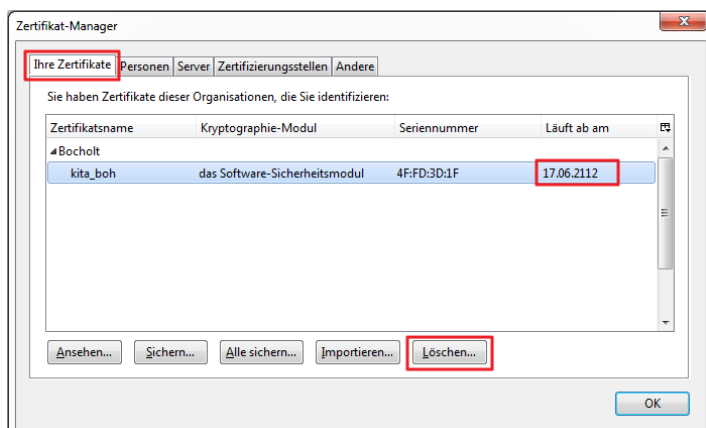 Zertifikat-Manager
Ihre Zertifikate Personen Server Zertifizierungsstellen Andere
Sie haben Zertifikate dieser Organisationen, die Sie identifizieren:
Zertifikatsname Kryptographie-Modul Seriennummer Läuft ab am
Bocholt
kita_boh das Software-Sicherheitsmodul 4F:FD:3D:1F 17.06.2112
Ansehen... Sichern... Alle sichern... Importieren... Löschen...
OK